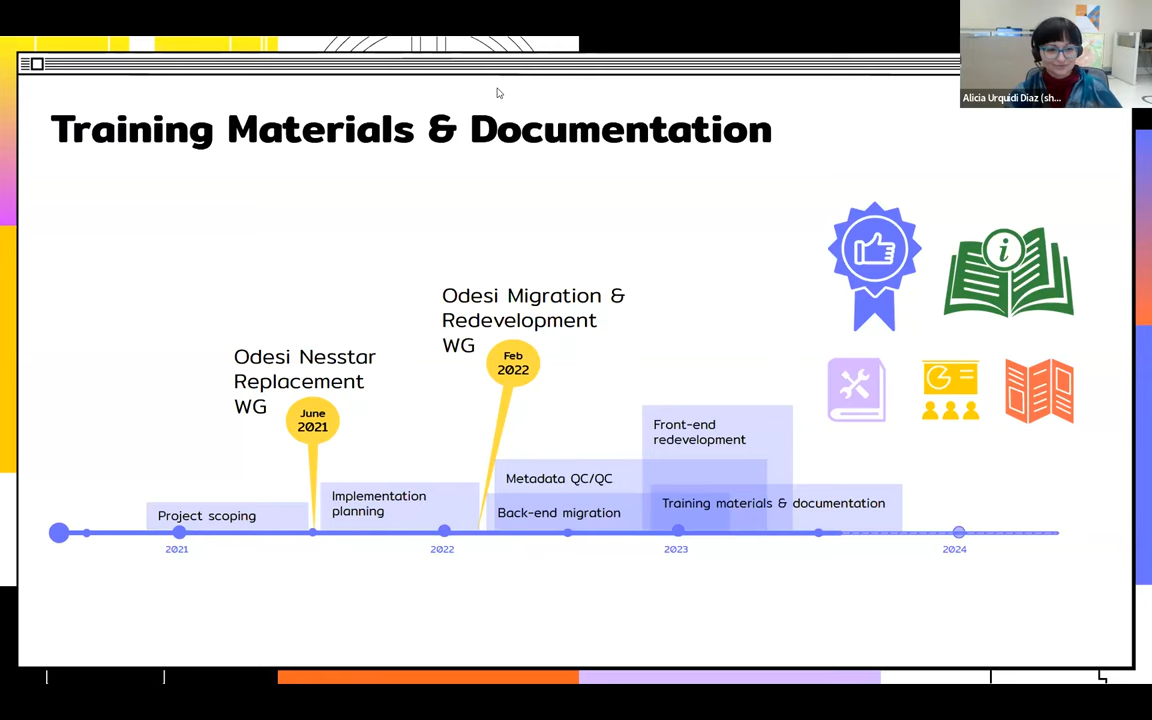 Alicia Urquidi Diaz (sh...
Training Materials & Documentation
Odesi Migration &
Redevelopment
WG
Feb
2022
Odesi Nesstar
Replacement
WG
June
2021
i
Front-end
redevelopment
Metadata QC/QC
Implementation
planning
Training materials & documentation
Project scoping
Back-end migration
2021
2022
2023
2024